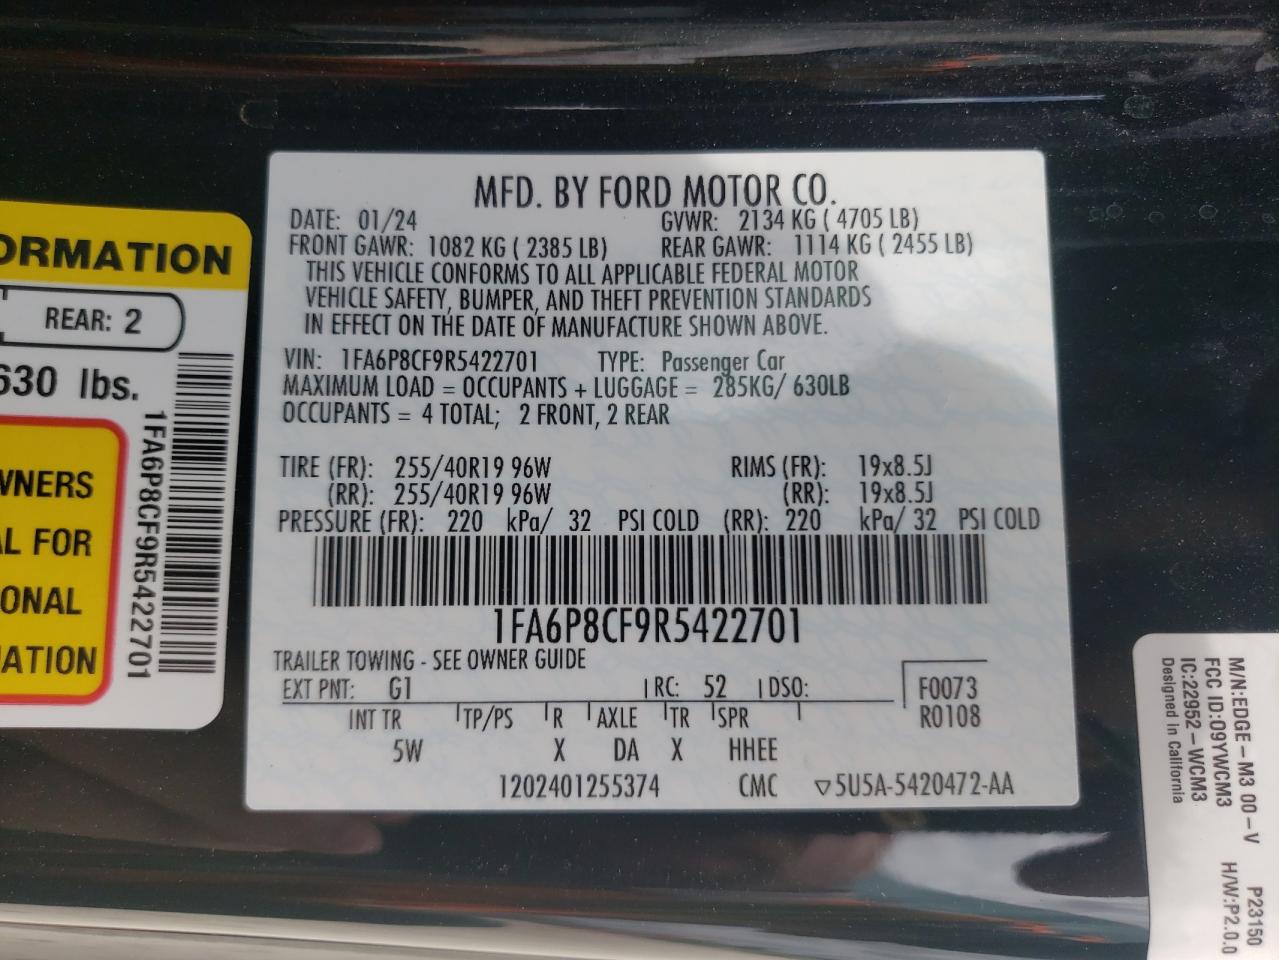 MFD. BY FORD MOTOR CO.
DATE: 01/24 GVWR: 2134 KG ( 4705 LB)
FRONT GAWR: 1082 KG ( 2385 LB) REAR GAWR: 1114 KG ( 2455 LB)
THIS VEHICLE CONFORMS TO ALL APPLICABLE FEDERAL MOTOR
VEHICLE SAFETY, BUMPER, AND THEFT PREVENTION STANDARDS
IN EFFECT ON THE DATE OF MANUFACTURE SHOWN ABOVE.
VIN: 1FA6P8CF9R5422701 TYPE: Passenger Car
MAXIMUM LOAD = OCCUPANTS + LUGGAGE = 285KG/ 630LB
OCCUPANTS = 4 TOTAL; 2 FRONT, 2 REAR
TIRE (FR): 255/40R19 96W RIMS (FR): 19x8.5J
(RR): 255/40R19 96W (RR): 19x8.5J
PRESSURE (FR): 220 kPa/ 32 PSI COLD (RR): 220 kPa/ 32 PSI COLD
1FA6P8CF9R5422701
TRAILER TOWING - SEE OWNER GUIDE
EXT PNT: G1 RC: 52 DSO: F0073
INT TR TP/PS R AXLE TR SPR R0108
5W X DA X HHEE
1202401255374 CMC ▽5U5A-5420472-AA
ORMATION
REAR: 2
630 lbs.
WNERS
AL FOR
ONAL
MATION
1FA6P8CF9R5422701
M/N:EDGE-M3 00-V P23150
FCC ID:O9YWCM3 H/W:P2.0.0
IC:22952-WCM3
Designed in California